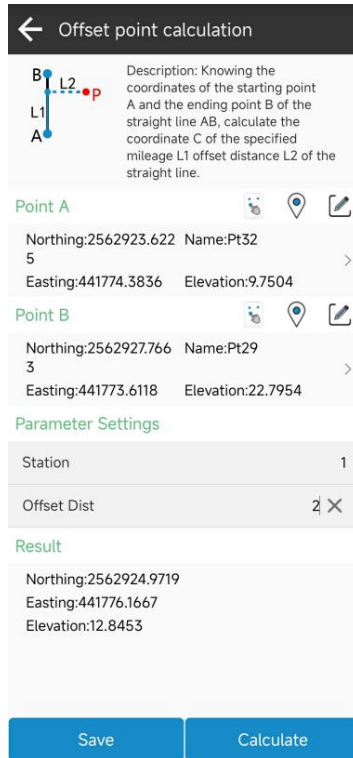 Offset point calculation
B
L2
P
L1
A
Description: Knowing the
coordinates of the starting point
A and the ending point B of the
straight line AB, calculate the
coordinate C of the specified
mileage L1 offset distance L2 of the
straight line.
Point A
Northing:2562923.622 Name:Pt32
5
Easting:441774.3836 Elevation:9.7504
Point B
Northing:2562927.766 Name:Pt29
3
Easting:441773.6118 Elevation:22.7954
Parameter Settings
Station 1
Offset Dist 2
Result
Northing:2562924.9719
Easting:441776.1667
Elevation:12.8453
Save Calculate